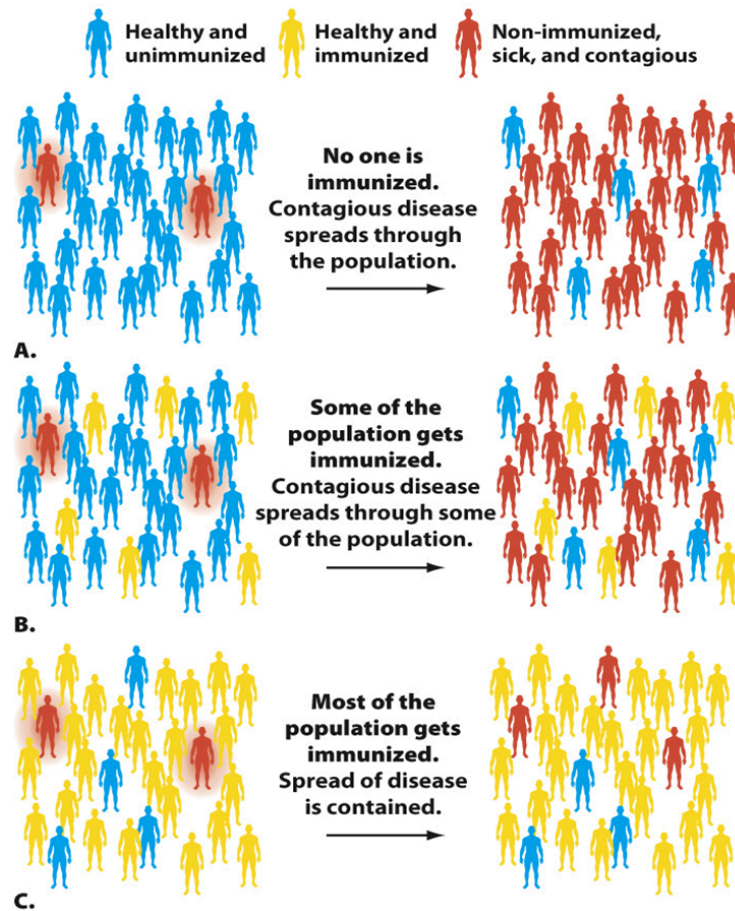 Healthy and
unimmunized
Healthy and
immunized
Non-immunized,
sick, and contagious
No one is
immunized.
Contagious disease
spreads through
the population.
A.
Some of the
population gets
immunized.
Contagious disease
spreads through some
of the population.
B.
Most of the
population gets
immunized.
Spread of disease
is contained.
C.